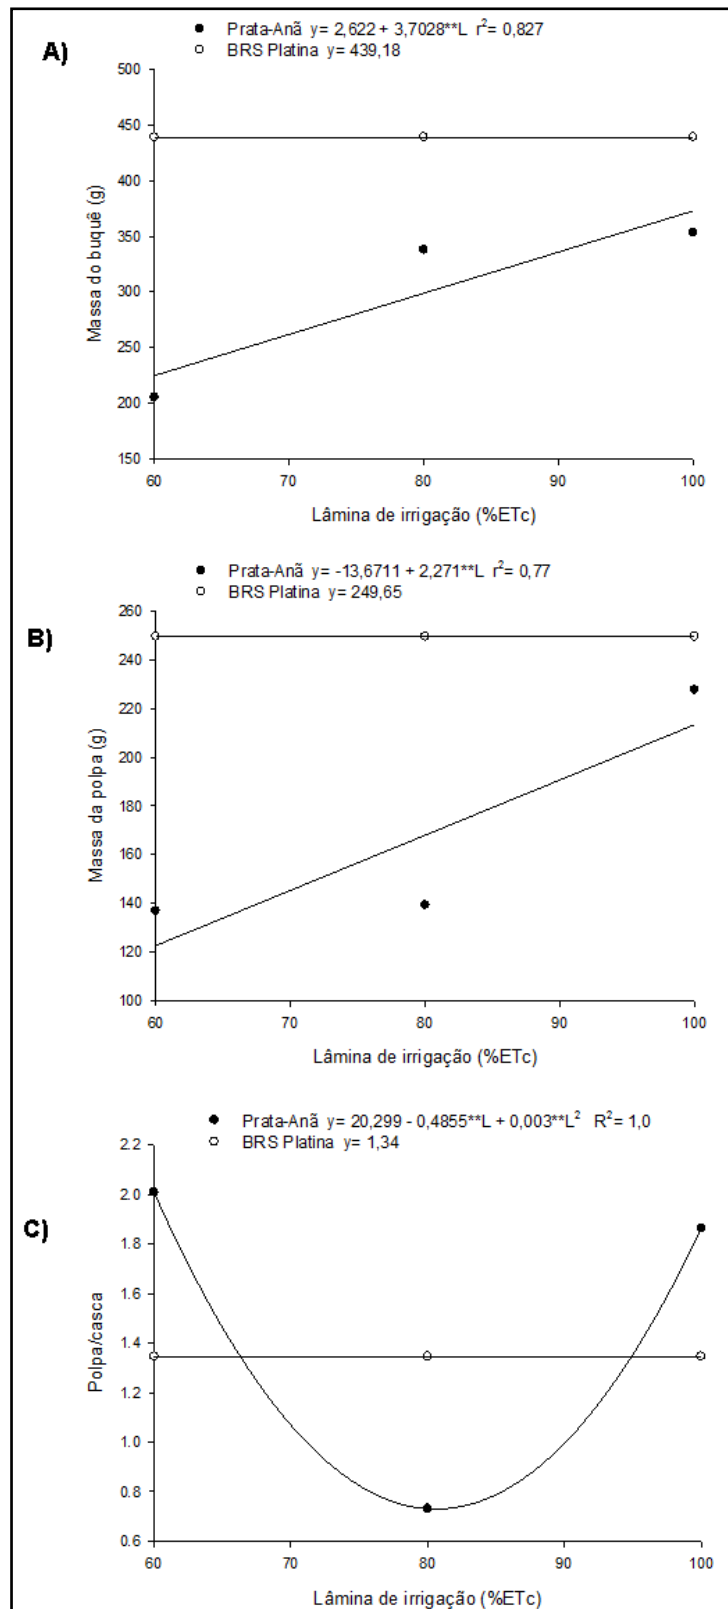 A)
Prata-Anã y= 2,622 + 3,7028**L r²= 0,827
BRS Platina y= 439,18
500
450
400
350
300
250
200
150
Massa do buquê (g)
60 70 80 90 100
Lâmina de irrigação (%ETc)
B)
Prata-Anã y= -13,6711 + 2,271**L r²= 0,77
BRS Platina y= 249,65
260
240
220
200
180
160
140
120
100
Massa da polpa (g)
60 70 80 90 100
Lâmina de irrigação (%ETc)
C)
Prata-Anã y= 20,299 - 0,4855**L + 0,003**L² R²= 1,0
BRS Platina y= 1,34
2.2
2.0
1.8
1.6
1.4
1.2
1.0
0.8
0.6
Polpa/casca
60 70 80 90 100
Lâmina de irrigação (%ETc)